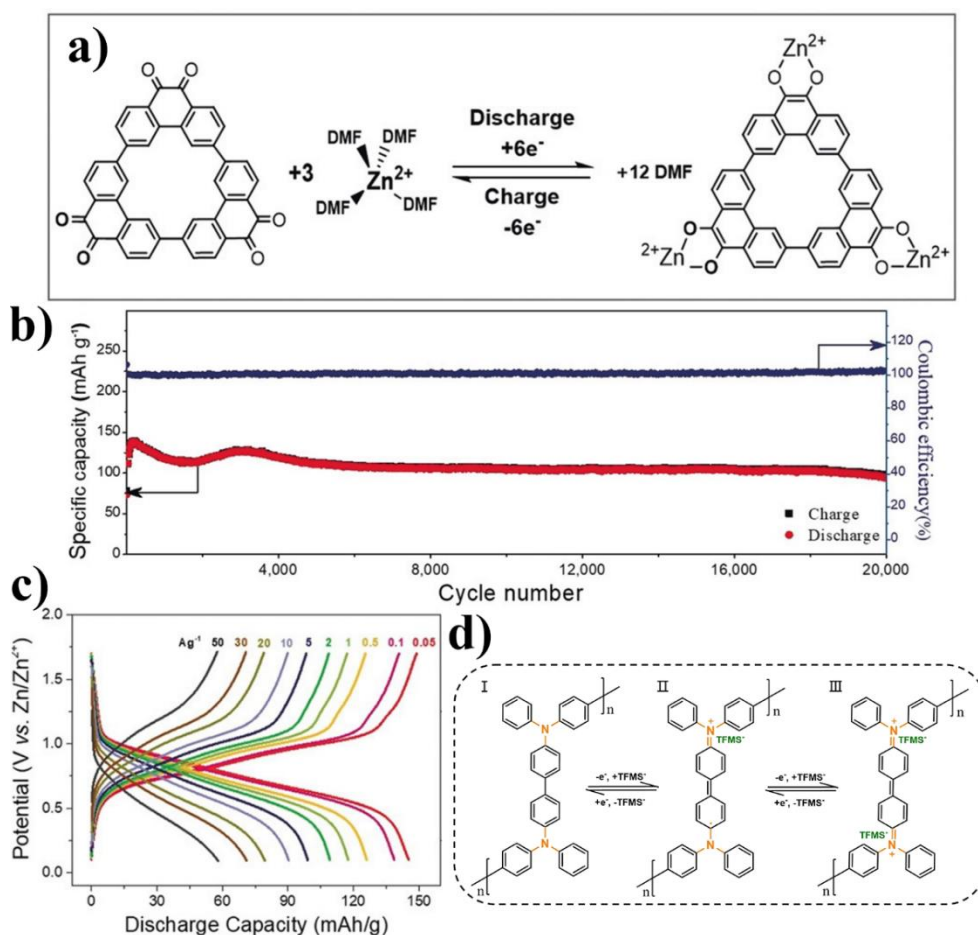 a)
O O
DMF DMF
+3 Zn²⁺
DMF DMF
Discharge
+6e⁻
Charge
-6e⁻
+12 DMF
Zn²⁺
O O
O O
O O
O O
²⁺Zn O O Zn²⁺
b)
Specific capacity (mAh g⁻¹)
250
200
150
100
50
0
4,000 8,000 12,000 16,000 20,000
Cycle number
120
100
80
60
40
20
0
Coulombic efficiency(%)
Charge
Discharge
c)
Potential (V vs. Zn/Zn²⁺)
2.0
1.5
1.0
0.5
0.0
Ag⁻¹ 50 30 20 10 5 2 1 0.5 0.1 0.05
0 30 60 90 120 150
Discharge Capacity (mAh/g)
d)
I II III
n n n
N N⁺ N⁺
TFMS⁻ TFMS⁻
-e⁻, +TFMS⁻ -e⁻, +TFMS⁻
+e⁻, -TFMS⁻ +e⁻, -TFMS⁻
TFMS⁻
N N N⁺
n n n